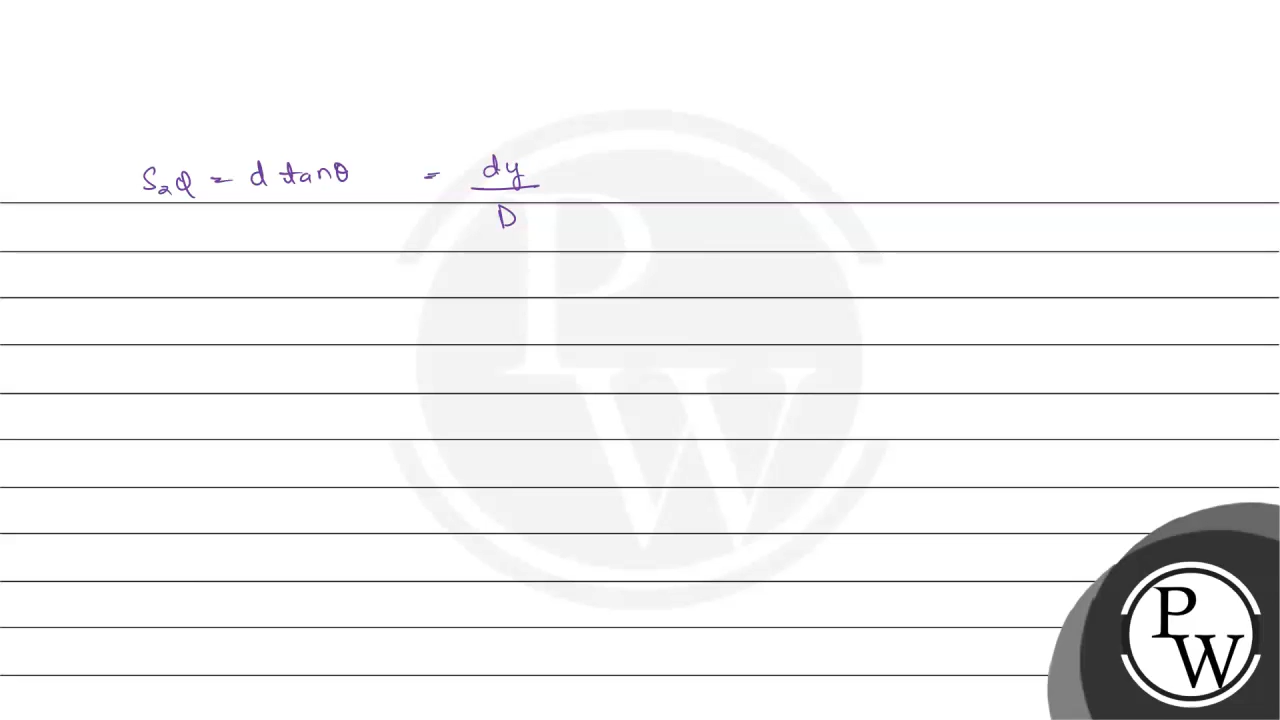 S₂Q = d tanθ = dy/D
P
W
P
W